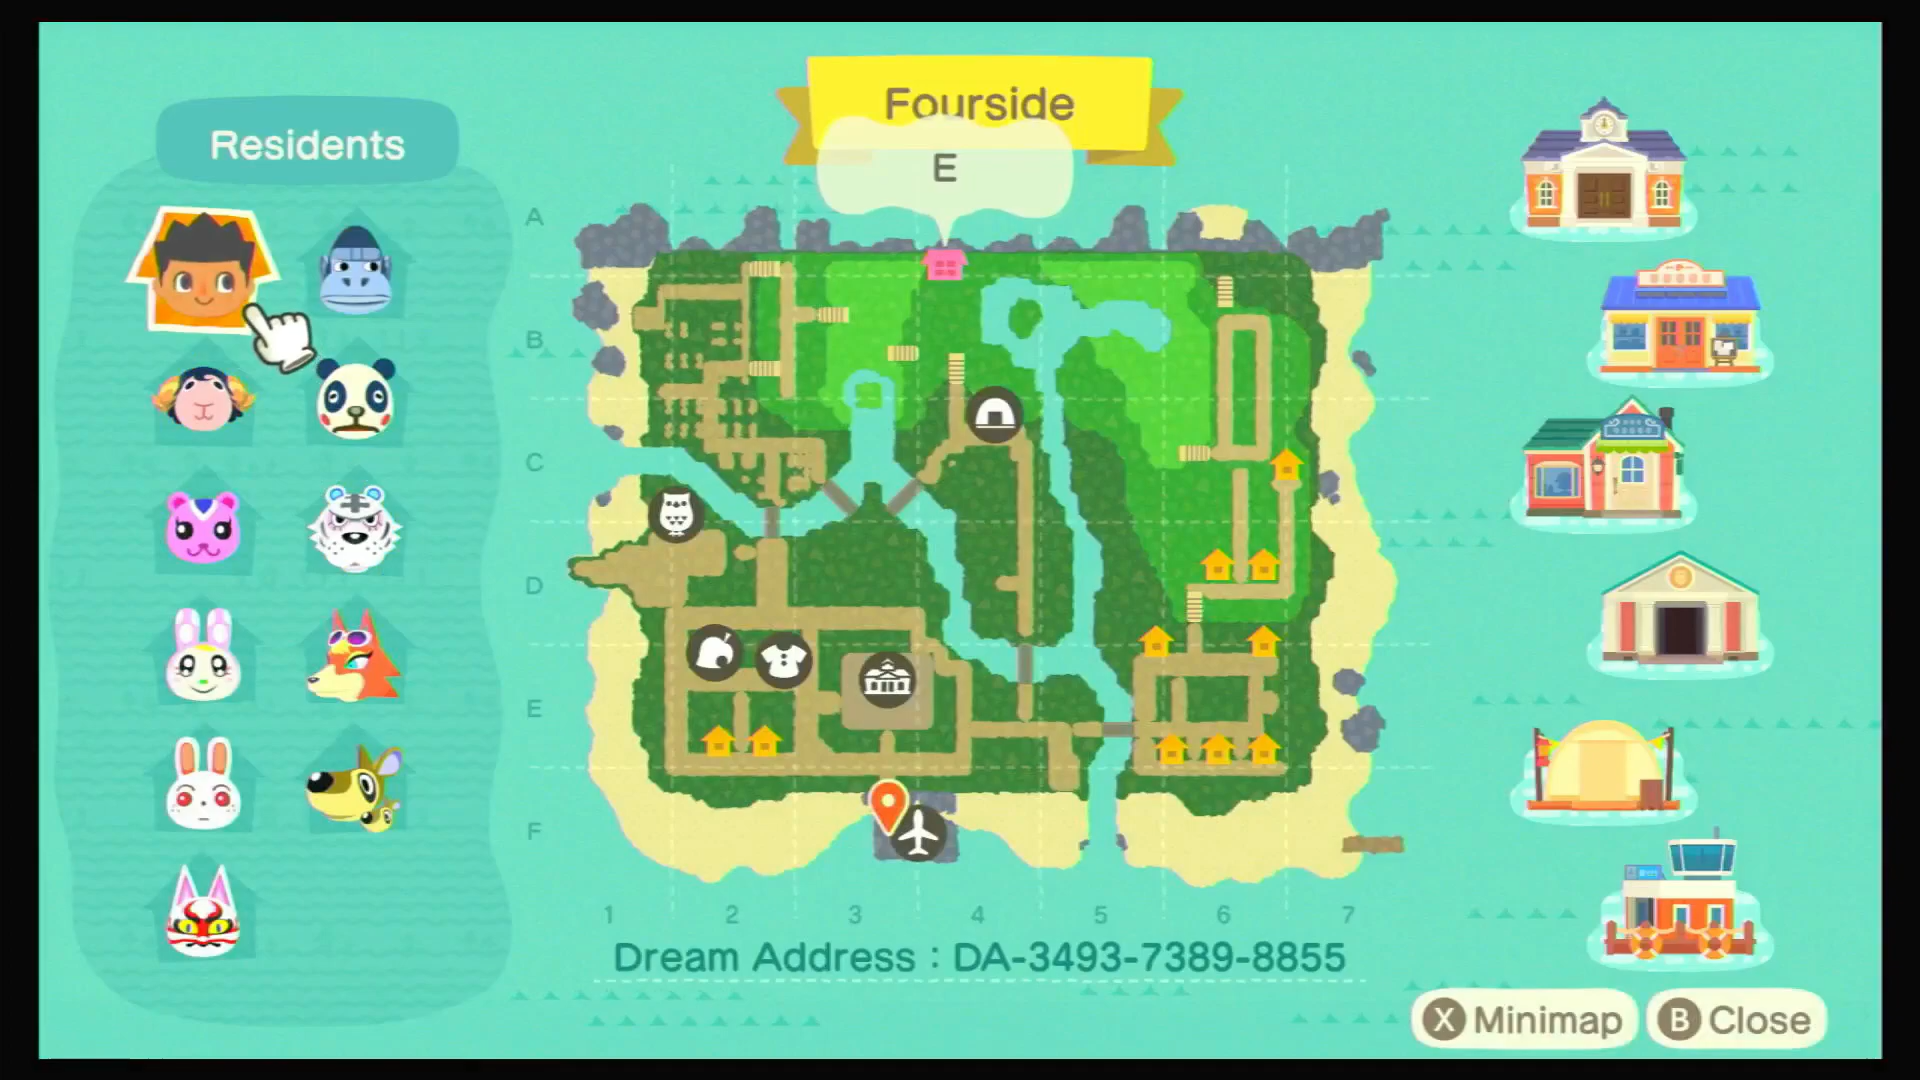 Fourside
Residents
E
A
B
C
D
E
F
1 2 3 4 5 6 7
Dream Address : DA-3493-7389-8855
X Minimap B Close